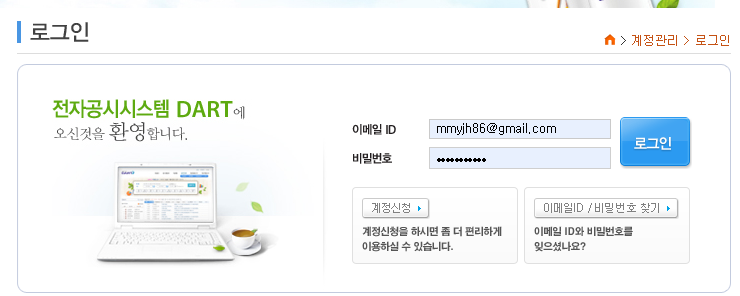 로그인
> 계정관리 > 로그인
전자공시시스템 DART에
오신것을 환영합니다.
이메일 ID
mmyjh86@gmail.com
비밀번호
•••••••••••
로그인
계정신청
계정신청을 하시면 좀 더 편리하게
이용하실 수 있습니다.
이메일ID / 비밀번호 찾기
이메일 ID와 비밀번호를
잊으셨나요?